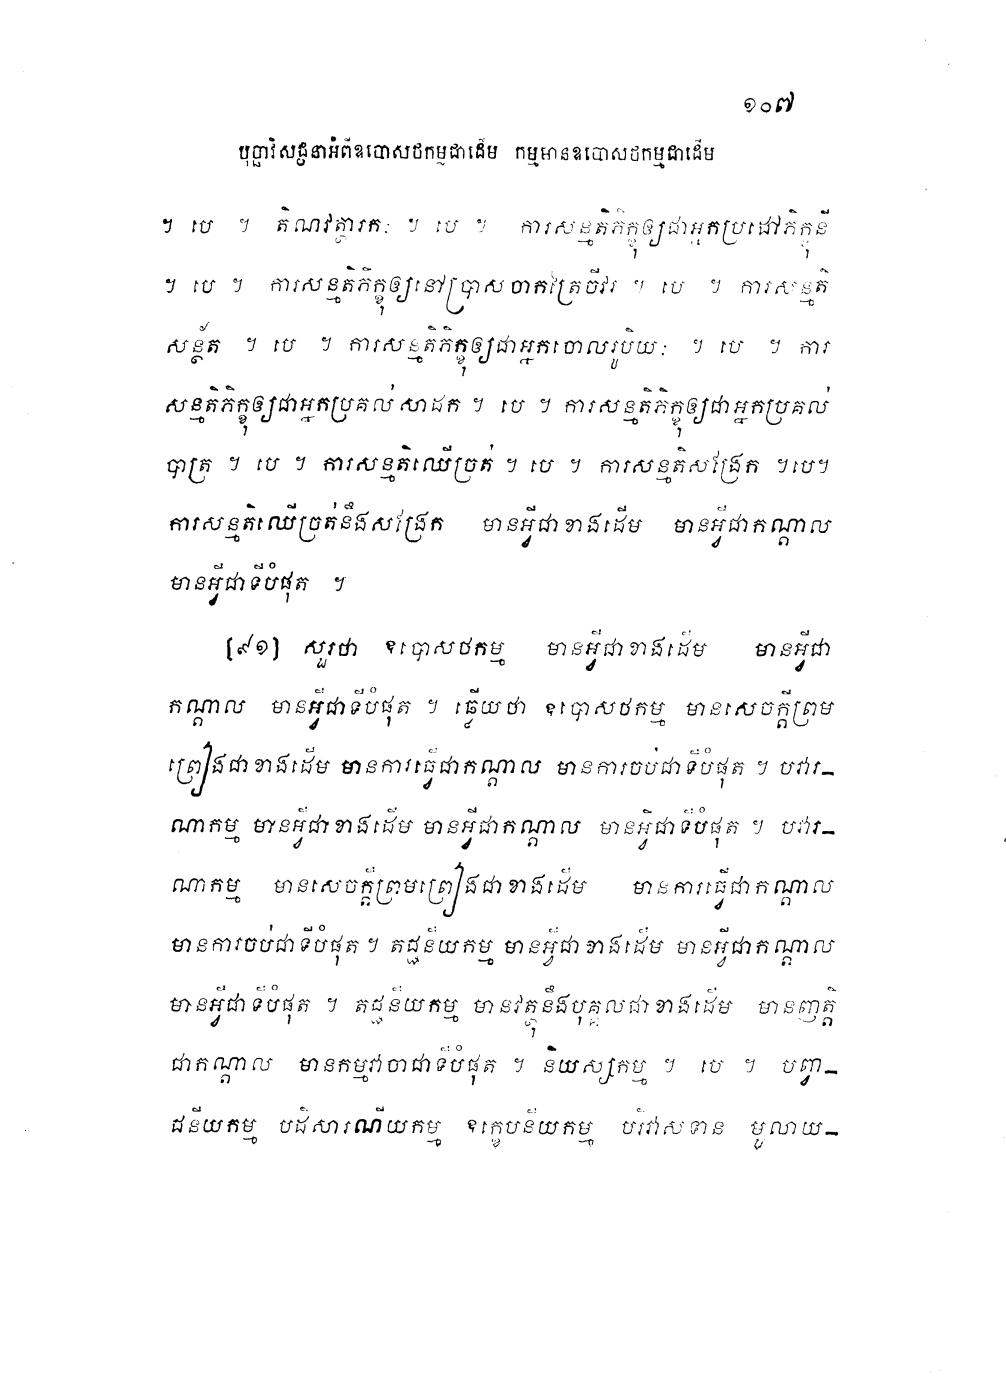 ១០៧
បុច្ឆាវិសជ្ជនាអំពីឧបោសថកម្មជាដើម កម្មមានឧបោសថកម្មជាដើម
។ បេ ។ តិណវត្ថារកៈ ។ បេ ។ ការសន្មតិភិក្ខុឲ្យជាអ្នកប្រដៅភិក្ខុនី
។ បេ ។ ការសន្មតិភិក្ខុឲ្យនៅប្រាសចាកត្រៃចីវរ ។ បេ ។ ការសន្មតិ
សន្ថ័ត ។ បេ ។ ការសន្មតិភិក្ខុឲ្យជាអ្នកចោលរូបិយៈ ។ បេ ។ ការ
សន្មតិភិក្ខុឲ្យជាអ្នកប្រគល់សាដក ។ បេ ។ ការសន្មតិភិក្ខុឲ្យជាអ្នកប្រគល់
បាត្រ ។ បេ ។ ការសន្មតិឈើច្រត់ ។ បេ ។ ការសន្មតិសង្រែក ។បេ។
ការសន្មតិឈើច្រត់នឹងសង្រែក មានអ្វីជាខាងដើម មានអ្វីជាកណ្តាល
មានអ្វីជាទីបំផុត ។
[៩១] សួរថា ឧបោសថកម្ម មានអ្វីជាខាងដើម មានអ្វីជា
កណ្តាល មានអ្វីជាទីបំផុត ។ ឆ្លើយថា ឧបោសថកម្ម មានសេចក្តីព្រម
ព្រៀងជាខាងដើម មានការធ្វើជាកណ្តាល មានការចប់ជាទីបំផុត ។ បវារ–
ណាកម្ម មានអ្វីជាខាងដើម មានអ្វីជាកណ្តាល មានអ្វីជាទីបំផុត ។ បវារ–
ណាកម្ម មានសេចក្តីព្រមព្រៀងជាខាងដើម មានការធ្វើជាកណ្តាល
មានការចប់ជាទីបំផុត ។ តជ្ជនីយកម្ម មានអ្វីជាខាងដើម មានអ្វីជាកណ្តាល
មានអ្វីជាទីបំផុត ។ តជ្ជនីយកម្ម មានវត្ថុនឹងបុគ្គលជាខាងដើម មានញត្តិ
ជាកណ្តាល មានកម្មវាចាជាទីបំផុត ។ និយស្សកម្ម ។ បេ ។ បព្វា–
ជនីយកម្ម បដិសារណីយកម្ម ឧក្ខេបនីយកម្ម បរិវាសទាន មូលាយ–